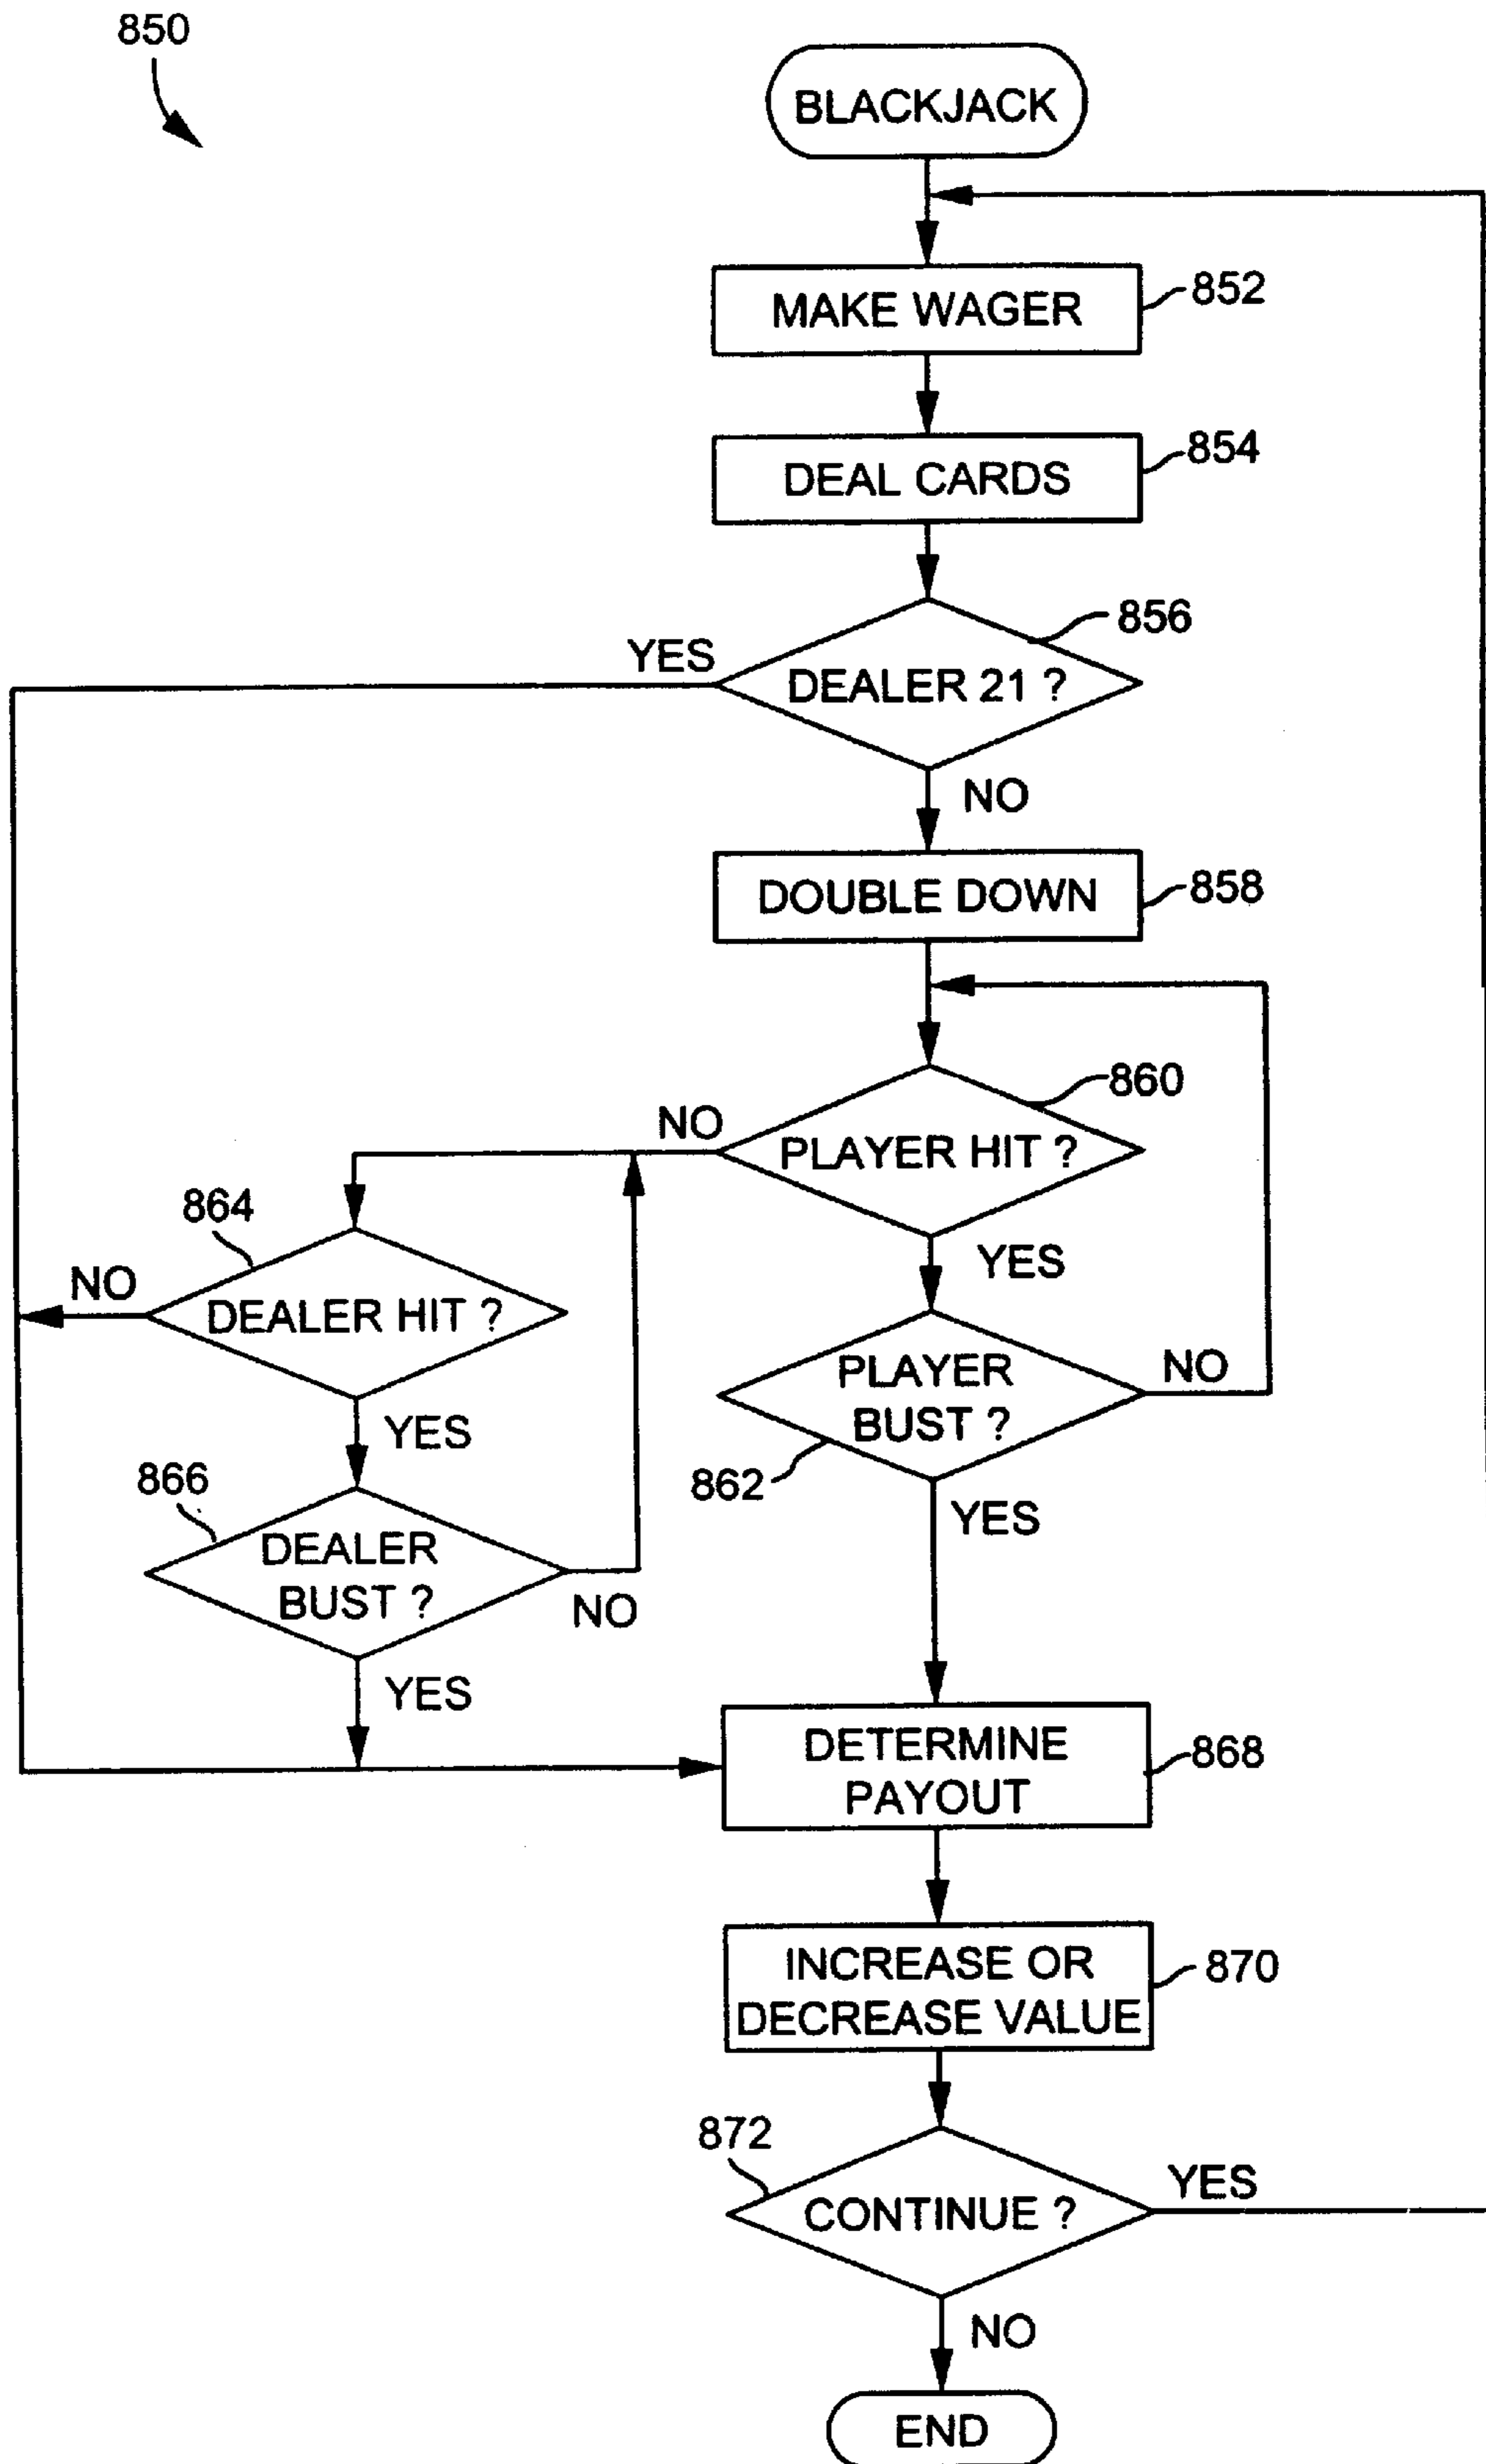 850
BLACKJACK
MAKE WAGER
852
DEAL CARDS
854
856
YES
DEALER 21 ?
NO
DOUBLE DOWN
858
860
NO
PLAYER HIT ?
864
YES
NO
DEALER HIT ?
PLAYER
BUST ?
NO
YES
862
866
YES
DEALER
BUST ?
NO
YES
DETERMINE
PAYOUT
868
INCREASE OR
DECREASE VALUE
870
872
YES
CONTINUE ?
NO
END